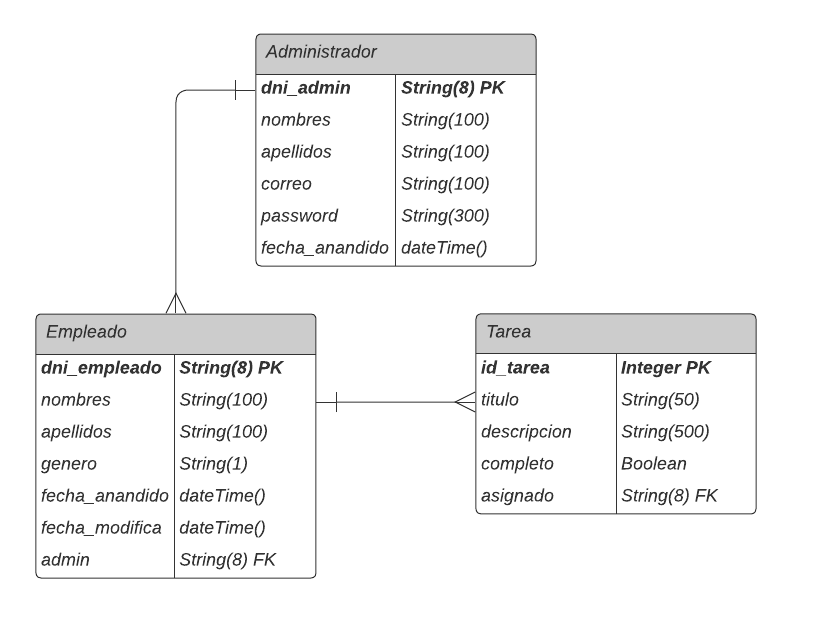 Administrador
dni_admin String(8) PK
nombres String(100)
apellidos String(100)
correo String(100)
password String(300)
fecha_anandido dateTime()
Empleado
dni_empleado String(8) PK
nombres String(100)
apellidos String(100)
genero String(1)
fecha_anandido dateTime()
fecha_modifica dateTime()
admin String(8) FK
Tarea
id_tarea Integer PK
titulo String(50)
descripcion String(500)
completo Boolean
asignado String(8) FK